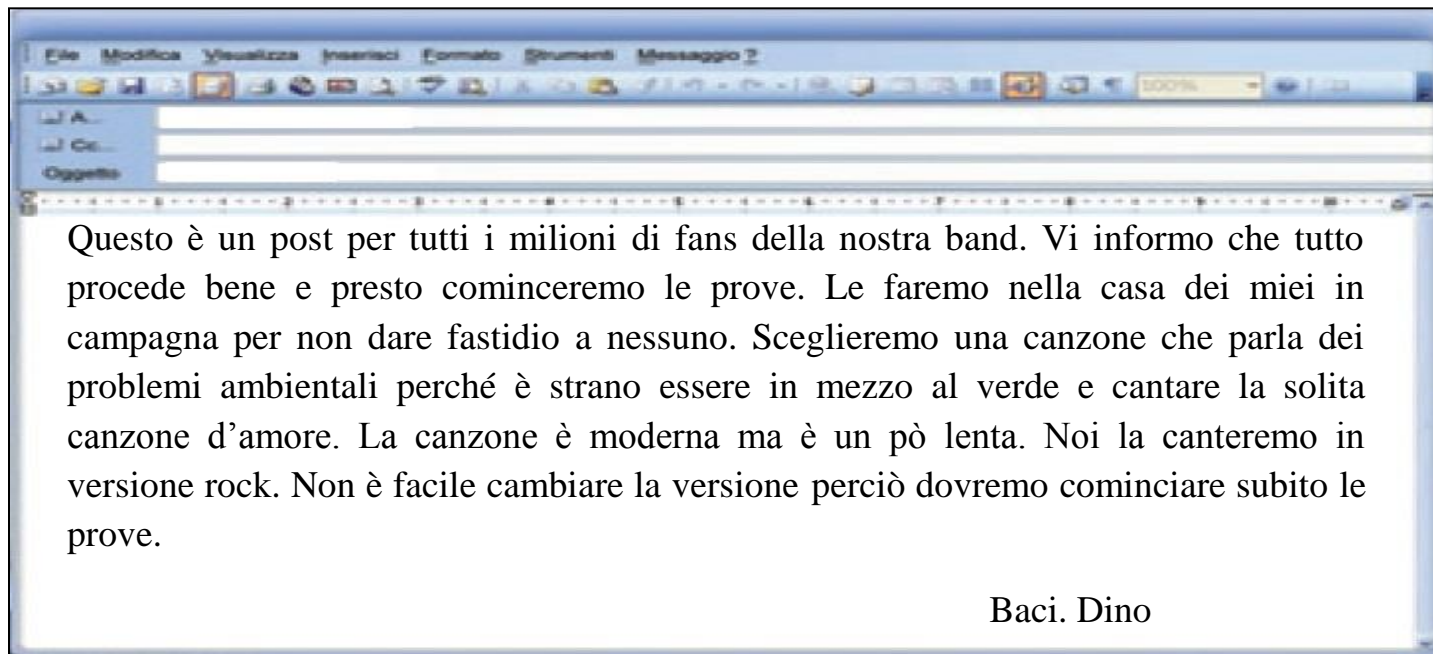 File Modifica Visualizza Inserisci Formato Strumenti Messaggio ?
100%
A...
Cc...
Oggetto
Questo è un post per tutti i milioni di fans della nostra band. Vi informo che tutto
procede bene e presto cominceremo le prove. Le faremo nella casa dei miei in
campagna per non dare fastidio a nessuno. Sceglieremo una canzone che parla dei
problemi ambientali perché è strano essere in mezzo al verde e cantare la solita
canzone d’amore. La canzone è moderna ma è un pò lenta. Noi la canteremo in
versione rock. Non è facile cambiare la versione perciò dovremo cominciare subito le
prove.
Baci. Dino